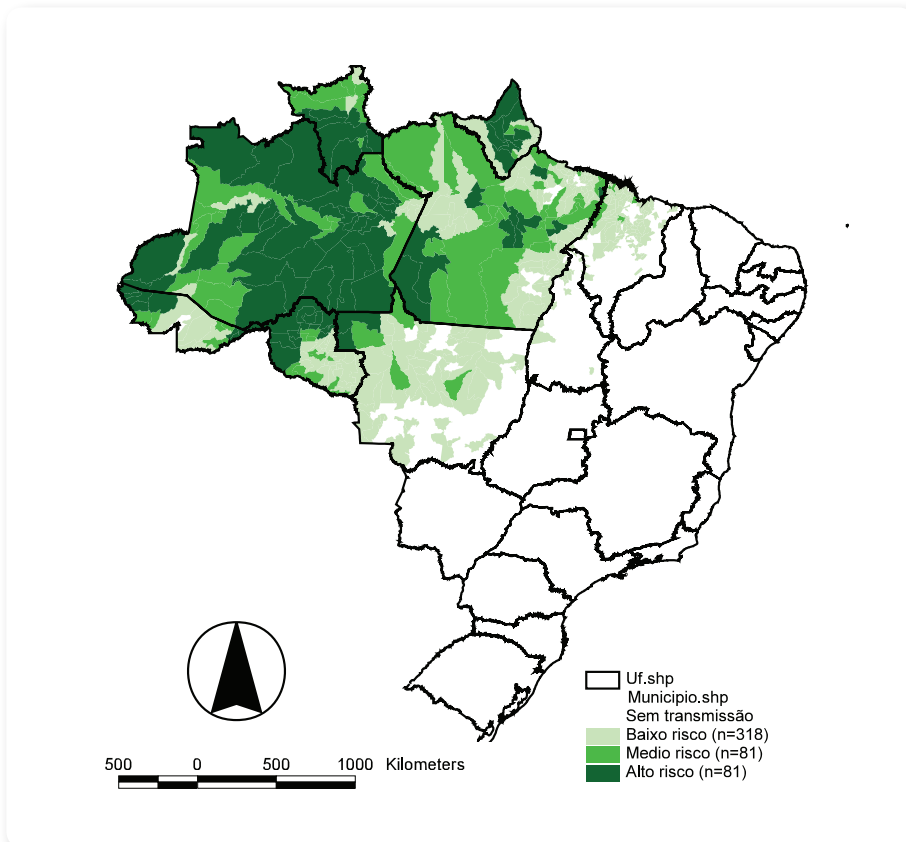 Uf.shp
Municipio.shp
Sem transmissão
Baixo risco (n=318)
Medio risco (n=81)
Alto risco (n=81)
500 0 500 1000 Kilometers